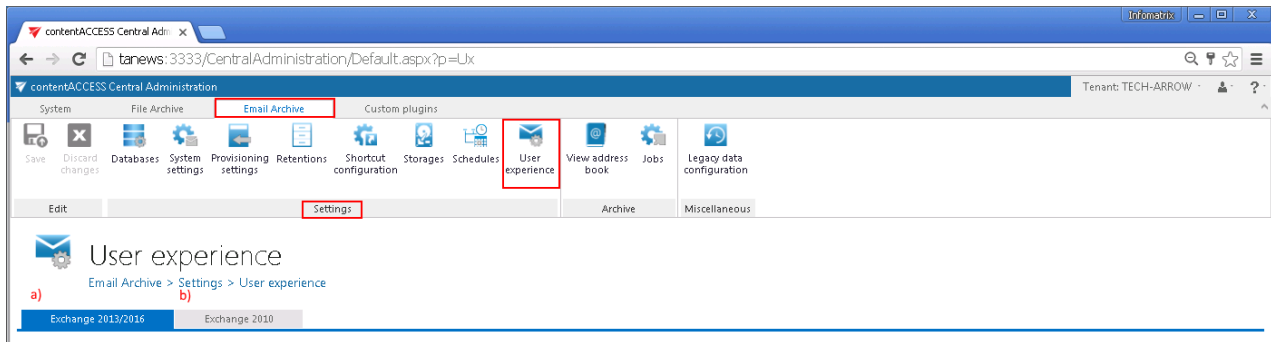 Infomatrix
contentACCESS Central Adm
tanews:3333/CentralAdministration/Default.aspx?p=Ux
contentACCESS Central Administration
Tenant: TECH-ARROW
?
System File Archive Email Archive Custom plugins
Save Discard changes Databases System settings Provisioning settings Retentions Shortcut configuration Storages Schedules User experience View address book Jobs Legacy data configuration
Edit Settings Archive Miscellaneous
User experience
Email Archive > Settings > User experience
a) b)
Exchange 2013/2016 Exchange 2010